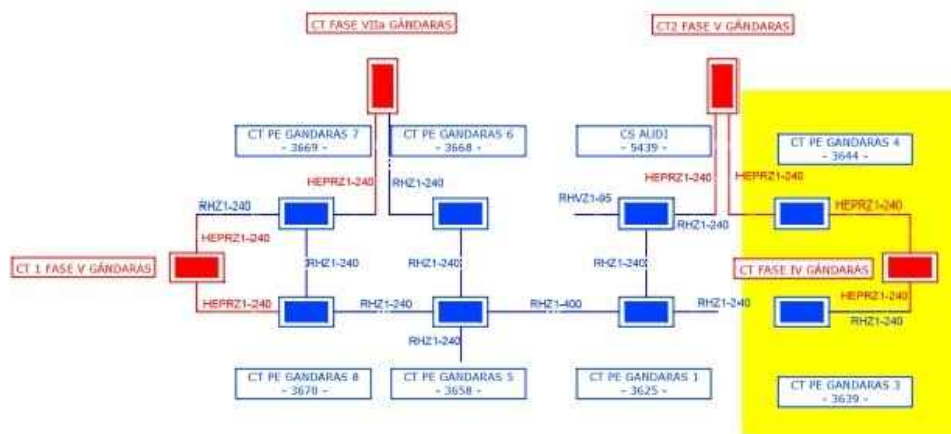 CT FASE VIIa GÁNDARAS
CT2 FASE V GÁNDARAS
CT PE GANDARAS 7
- 3669 -
CT PE GANDARAS 6
- 3668 -
CS AUDI
- 5439 -
CT PE GANDARAS 4
- 3644 -
HEPRZ1-240
RHZ1-240
HEPRZ1-240
HEPRZ1-240
RHZ1-240
RHVZ1-95
RHZ1-240
HEPRZ1-240
HEPRZ1-240
CT 1 FASE V GÁNDARAS
RHZ1-240
RHZ1-240
RHZ1-240
CT FASE IV GÁNDARAS
HEPRZ1-240
RHZ1-240
RHZ1-400
RHZ1-240
HEPRZ1-240
RHZ1-240
RHZ1-240
CT PE GANDARAS 8
- 3670 -
CT PE GANDARAS 5
- 3658 -
CT PE GANDARAS 1
- 3625 -
CT PE GANDARAS 3
- 3639 -